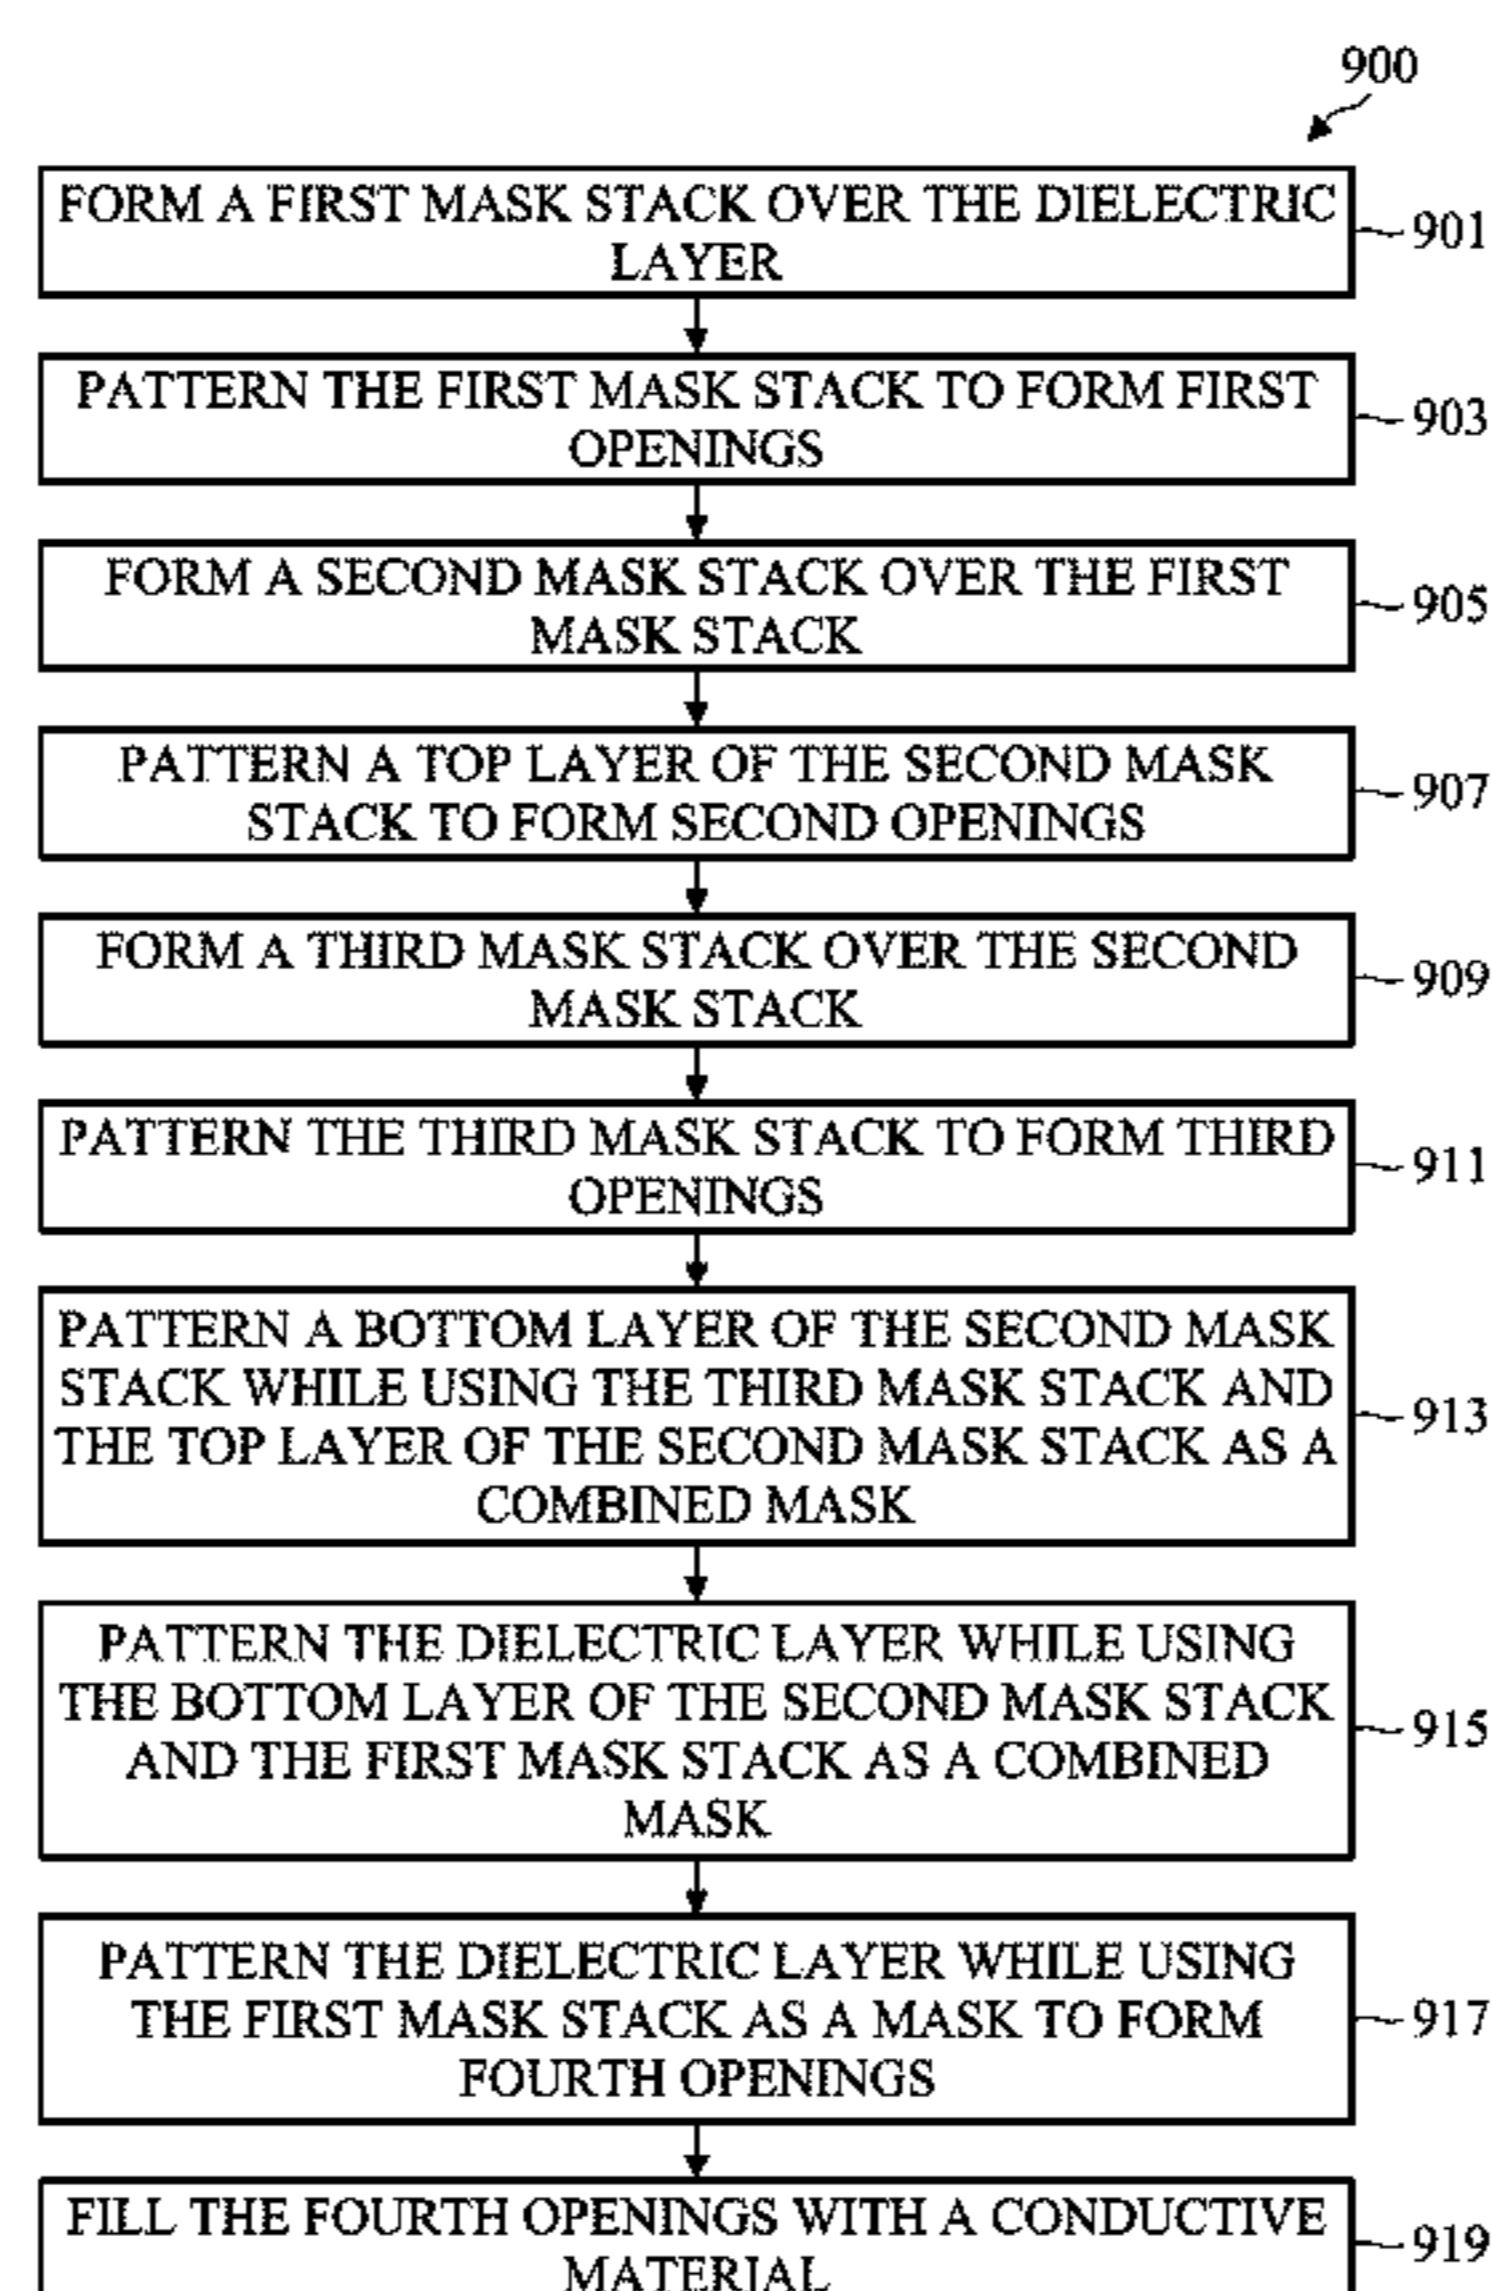 900
FORM A FIRST MASK STACK OVER THE DIELECTRIC
LAYER
901
PATTERN THE FIRST MASK STACK TO FORM FIRST
OPENINGS
903
FORM A SECOND MASK STACK OVER THE FIRST
MASK STACK
905
PATTERN A TOP LAYER OF THE SECOND MASK
STACK TO FORM SECOND OPENINGS
907
FORM A THIRD MASK STACK OVER THE SECOND
MASK STACK
909
PATTERN THE THIRD MASK STACK TO FORM THIRD
OPENINGS
911
PATTERN A BOTTOM LAYER OF THE SECOND MASK
STACK WHILE USING THE THIRD MASK STACK AND
THE TOP LAYER OF THE SECOND MASK STACK AS A
COMBINED MASK
913
PATTERN THE DIELECTRIC LAYER WHILE USING
THE BOTTOM LAYER OF THE SECOND MASK STACK
AND THE FIRST MASK STACK AS A COMBINED
MASK
915
PATTERN THE DIELECTRIC LAYER WHILE USING
THE FIRST MASK STACK AS A MASK TO FORM
FOURTH OPENINGS
917
FILL THE FOURTH OPENINGS WITH A CONDUCTIVE
MATERIAL
919